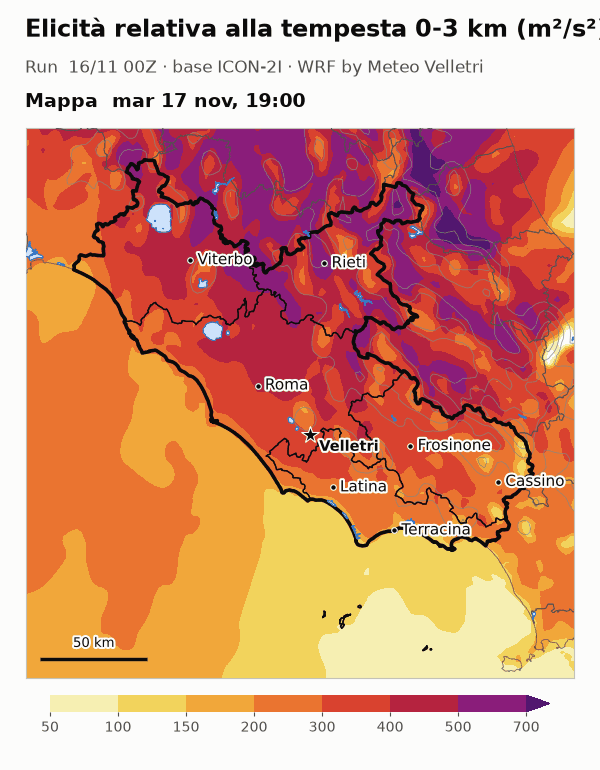 Elicità relativa alla tempesta 0-3 km (m²/s²)
Run 16/11 00Z · base ICON-2I · WRF by Meteo Velletri
Mappa mar 17 nov, 19:00
Viterbo
Rieti
Roma
Velletri
Frosinone
Latina
Cassino
Terracina
50 km
50 100 150 200 300 400 500 700